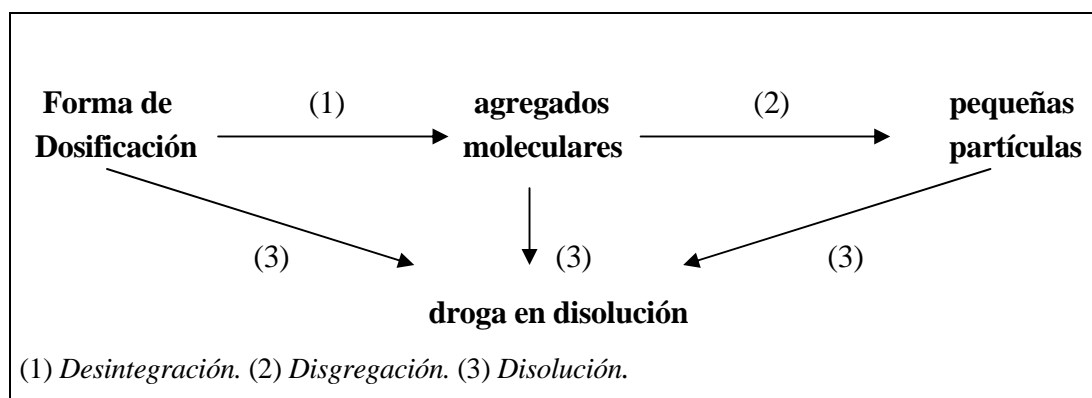 Forma de (1) agregados (2) pequeñas
Dosificación moleculares partículas
(3) (3) (3)
droga en disolución
(1) Desintegración. (2) Disgregación. (3) Disolución.